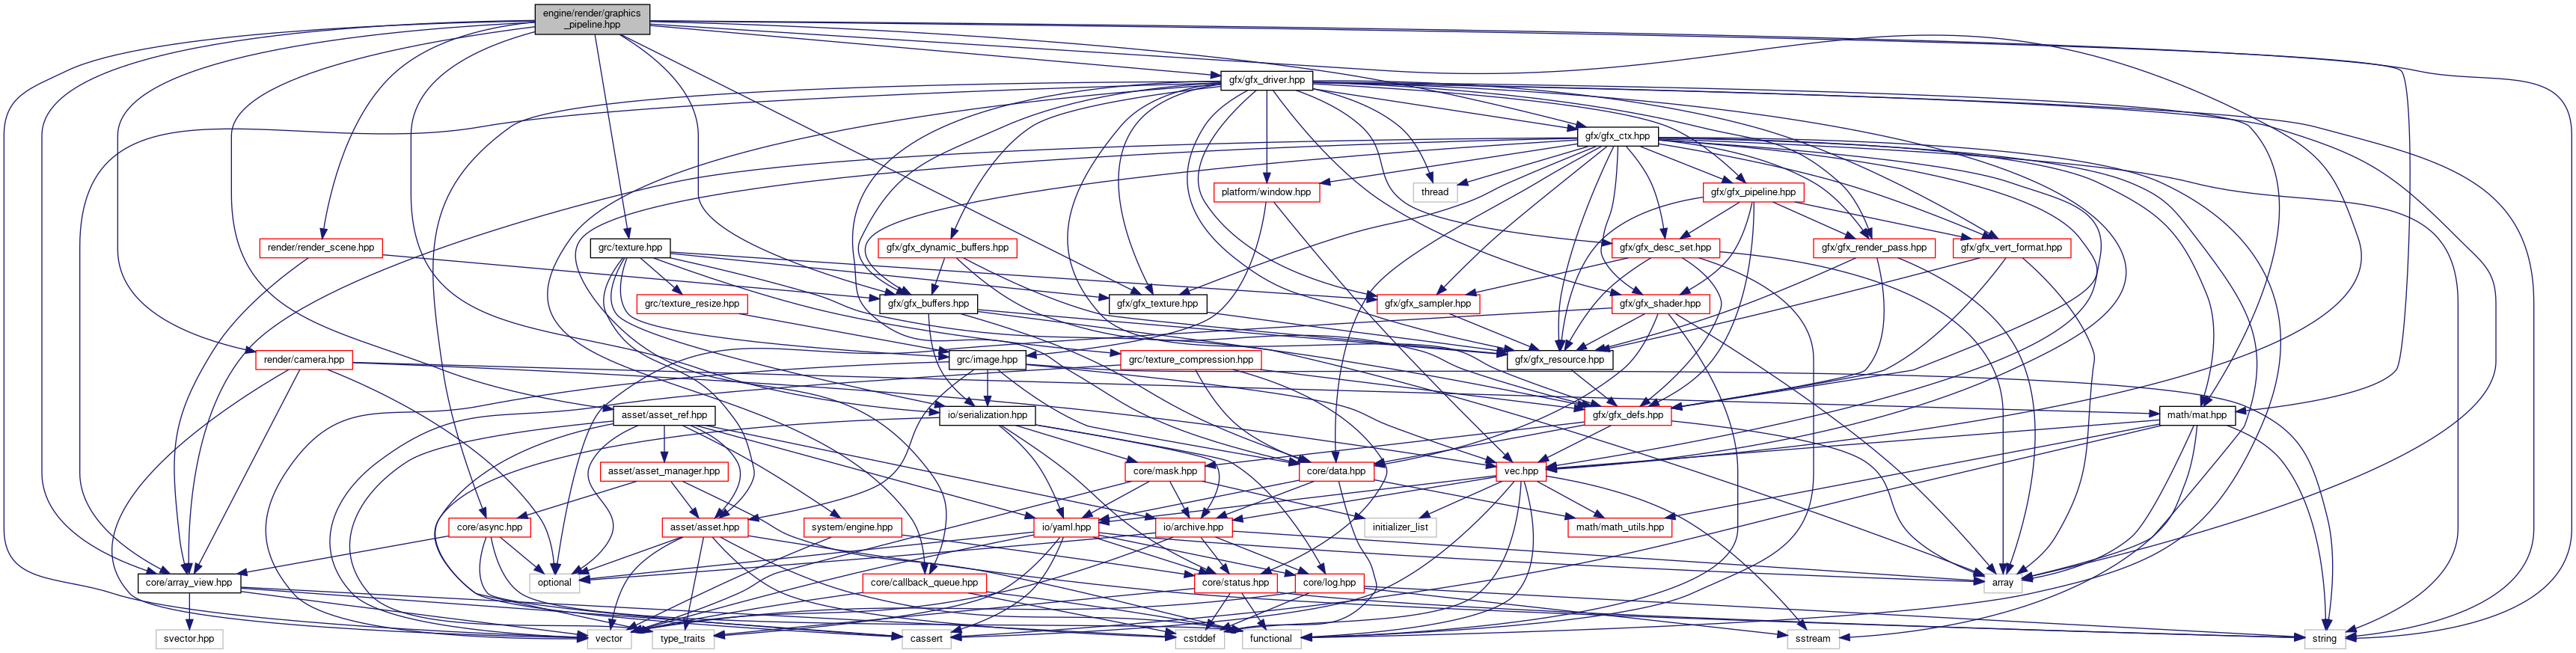 engine/render/graphics
_pipeline.hpp
gfx/gfx_driver.hpp
gfx/gfx_ctx.hpp
platform/window.hpp
thread
gfx/gfx_pipeline.hpp
render/render_scene.hpp
grc/texture.hpp
gfx/gfx_dynamic_buffers.hpp
gfx/gfx_desc_set.hpp
gfx/gfx_render_pass.hpp
gfx/gfx_vert_format.hpp
grc/texture_resize.hpp
gfx/gfx_buffers.hpp
gfx/gfx_texture.hpp
gfx/gfx_sampler.hpp
gfx/gfx_shader.hpp
render/camera.hpp
grc/image.hpp
grc/texture_compression.hpp
gfx/gfx_resource.hpp
asset/asset_ref.hpp
io/serialization.hpp
gfx/gfx_defs.hpp
math/mat.hpp
asset/asset_manager.hpp
core/mask.hpp
core/data.hpp
vec.hpp
core/async.hpp
asset/asset.hpp
system/engine.hpp
io/yaml.hpp
io/archive.hpp
initializer_list
math/math_utils.hpp
core/array_view.hpp
optional
core/callback_queue.hpp
core/status.hpp
core/log.hpp
array
svector.hpp
vector
type_traits
cassert
cstddef
functional
sstream
string